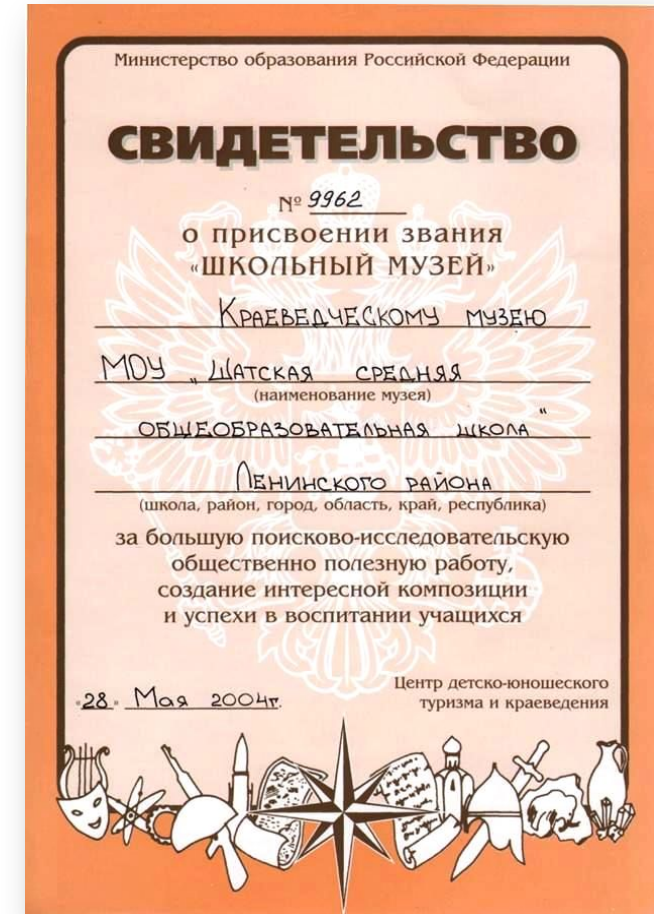 Министерство образования Российской Федерации
СВИДЕТЕЛЬСТВО
№ 9962
о присвоении звания
«ШКОЛЬНЫЙ МУЗЕЙ»
КРАЕВЕДЧЕСКОМУ МУЗЕЮ
МОУ „ШАТСКАЯ СРЕДНЯЯ
(наименование музея)
ОБЩЕОБРАЗОВАТЕЛЬНАЯ ШКОЛА"
ЛЕНИНСКОГО РАЙОНА
(школа, район, город, область, край, республика)
за большую поисково-исследовательскую
общественно полезную работу,
создание интересной композиции
и успехи в воспитании учащихся
Центр детско-юношеского
«28» Мая 2004г.
туризма и краеведения